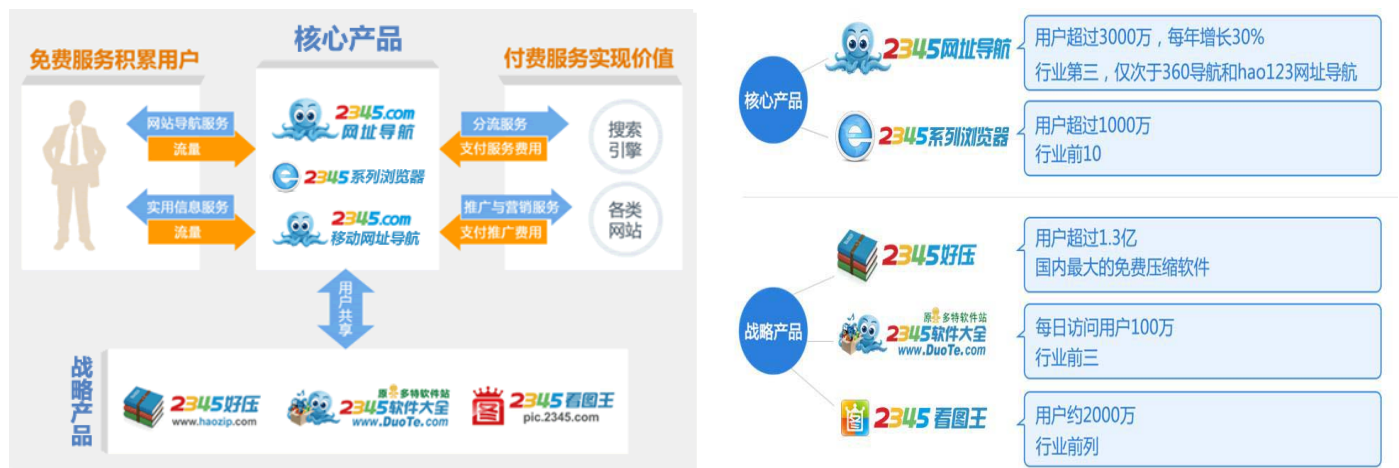 核心产品
免费服务积累用户
付费服务实现价值
网站导航服务
流量
实用信息服务
流量
2345.com
网址导航
2345系列浏览器
2345.com
移动网址导航
分流服务
支付服务费用
推广与营销服务
支付推广费用
搜索
引擎
各类
网站
用户共享
战略产品
2345好压
www.haozip.com
原多特软件站
2345软件大全
www.DuoTe.com
图
2345看图王
pic.2345.com
核心产品
2345网址导航
用户超过3000万，每年增长30%
行业第三，仅次于360导航和hao123网址导航
2345系列浏览器
用户超过1000万
行业前10
战略产品
2345好压
用户超过1.3亿
国内最大的免费压缩软件
原多特软件站
2345软件大全
www.DuoTe.com
每日访问用户100万
行业前三
图
2345看图王
用户约2000万
行业前列